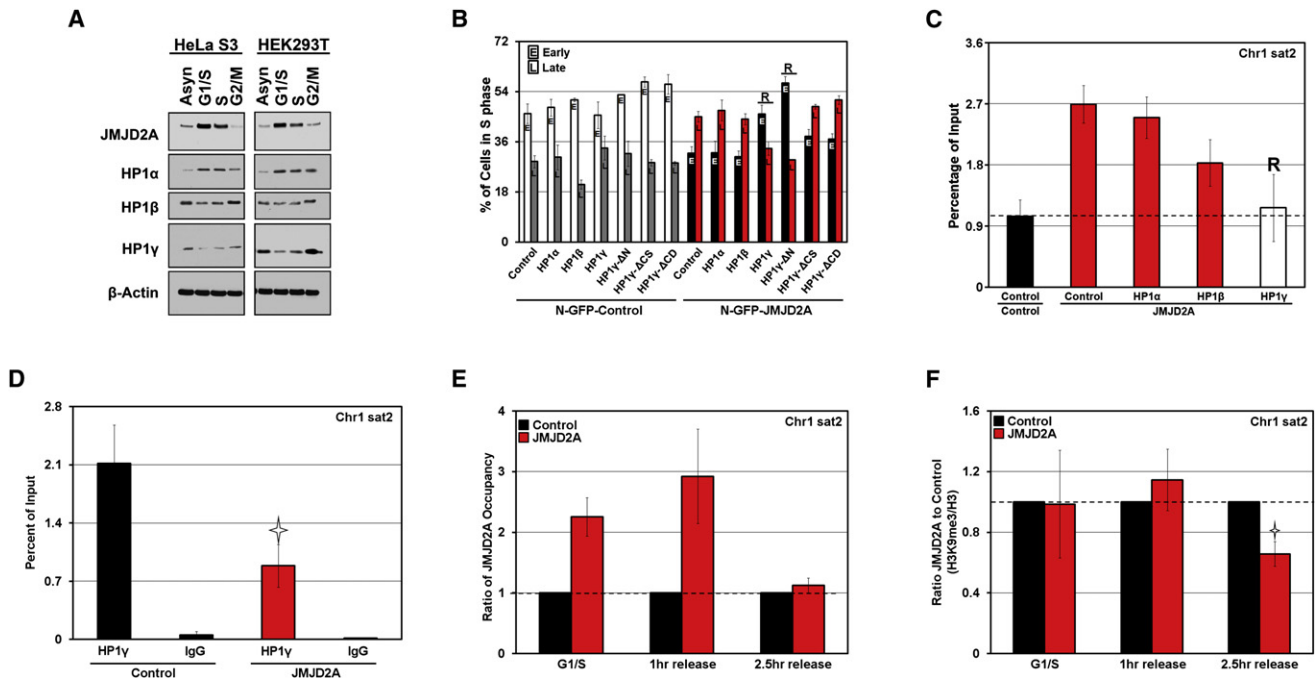 A
HeLa S3 HEK293T
Asyn G1/S S G2/M Asyn G1/S S G2/M
JMJD2A
HP1α
HP1β
HP1γ
β-Actin
B
% of Cells in S phase
72
54
36
18
0
E Early
L Late
R R
E E E E E E E E E E E E E E
L L L L L L L L L L L L L L
Control HP1α HP1β HP1γ HP1γ-ΔN HP1γ-ΔCS HP1γ-ΔCD Control HP1α HP1β HP1γ HP1γ-ΔN HP1γ-ΔCS HP1γ-ΔCD
N-GFP-Control N-GFP-JMJD2A
C
Chr1 sat2
Percentage of Input
3.6
2.7
1.8
0.9
0
R
Control Control HP1α HP1β HP1γ
Control JMJD2A
D
Chr1 sat2
Percent of Input
2.8
2.1
1.4
0.7
0
HP1γ IgG HP1γ IgG
Control JMJD2A
E
Chr1 sat2
Control
JMJD2A
Ratio of JMJD2A Occupancy
4
3
2
1
0
G1/S 1hr release 2.5hr release
F
Chr1 sat2
Control
JMJD2A
Ratio JMJD2A to Control
(H3K9me3/H3)
1.6
1.2
0.8
0.4
0
G1/S 1hr release 2.5hr release